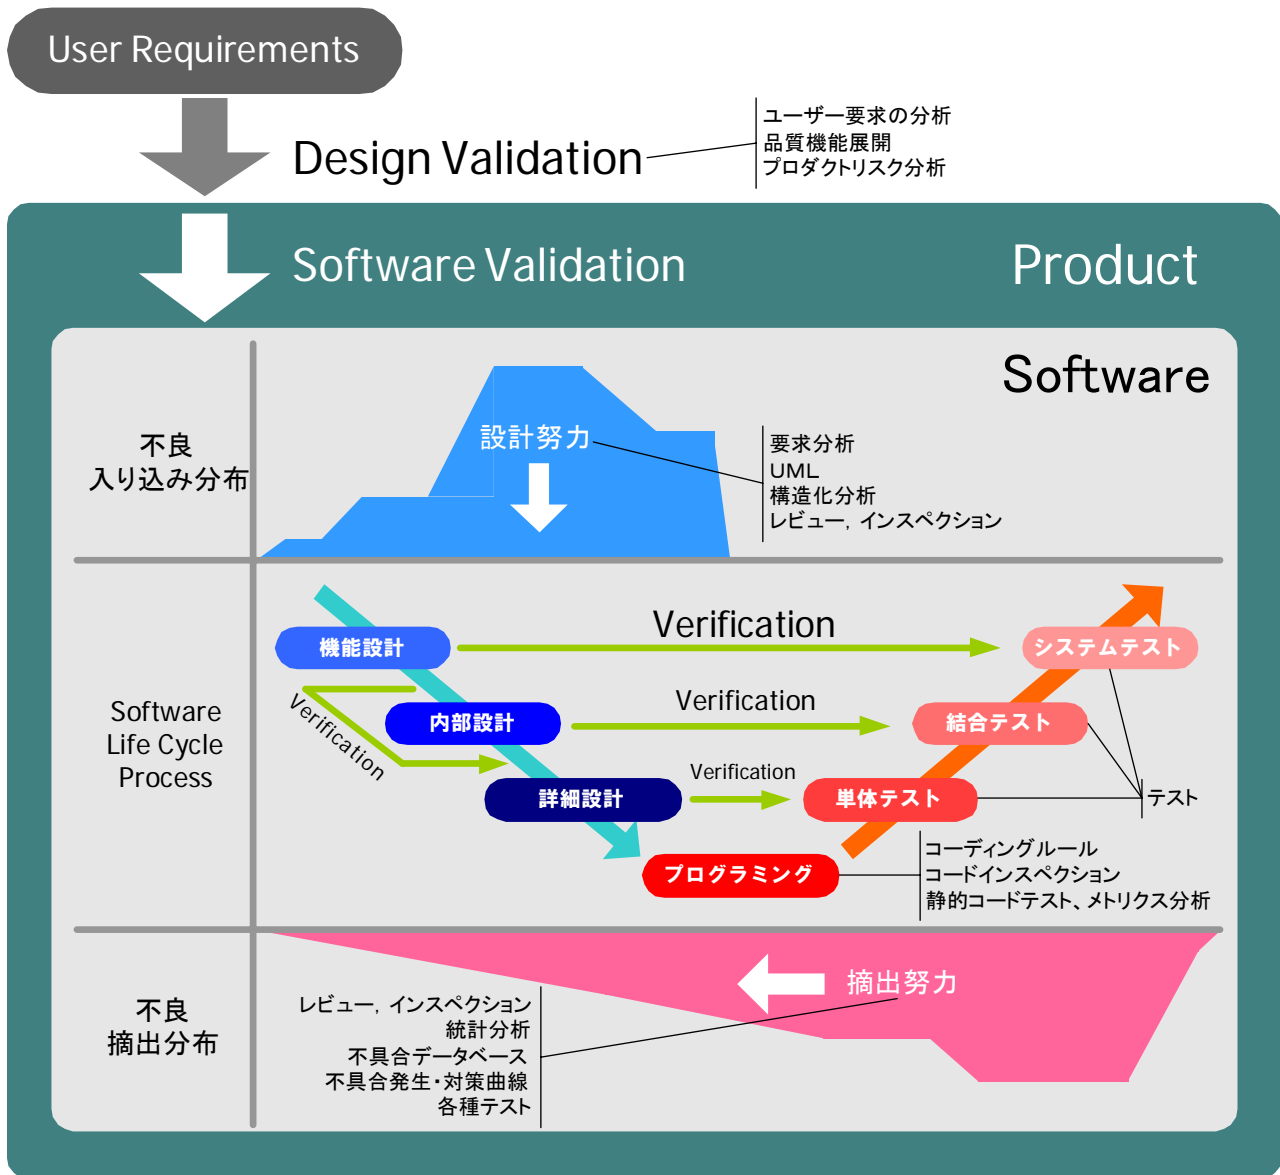 User Requirements
Design Validation
ユーザー要求の分析
品質機能展開
プロダクトリスク分析
Software Validation
Product
Software
不良
入り込み分布
設計努力
要求分析
UML
構造化分析
レビュー, インスペクション
Software
Life Cycle
Process
機能設計
Verification
システムテスト
Verification
内部設計
Verification
結合テスト
詳細設計
Verification
単体テスト
テスト
プログラミング
コーディングルール
コードインスペクション
静的コードテスト、メトリクス分析
不良
摘出分布
摘出努力
レビュー, インスペクション
統計分析
不具合データベース
不具合発生・対策曲線
各種テスト